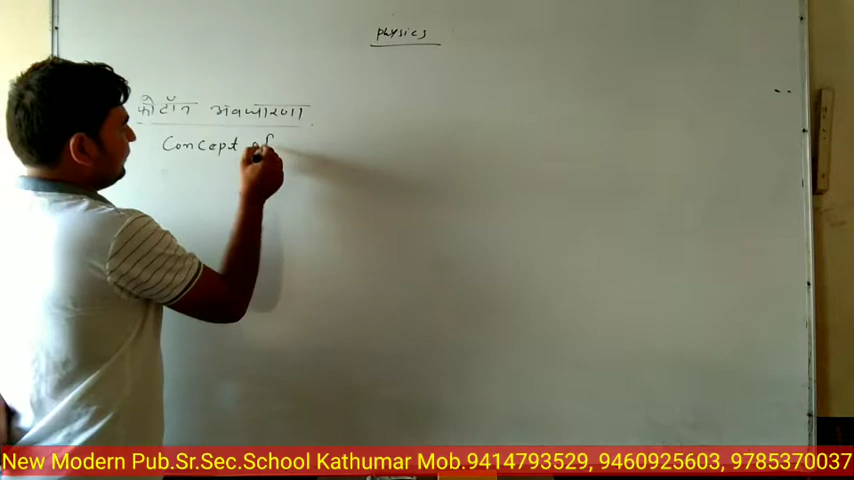 physics
फोटॉन अवधारणा
Concept of
New Modern Pub.Sr.Sec.School Kathumar Mob.9414793529, 9460925603, 9785370037